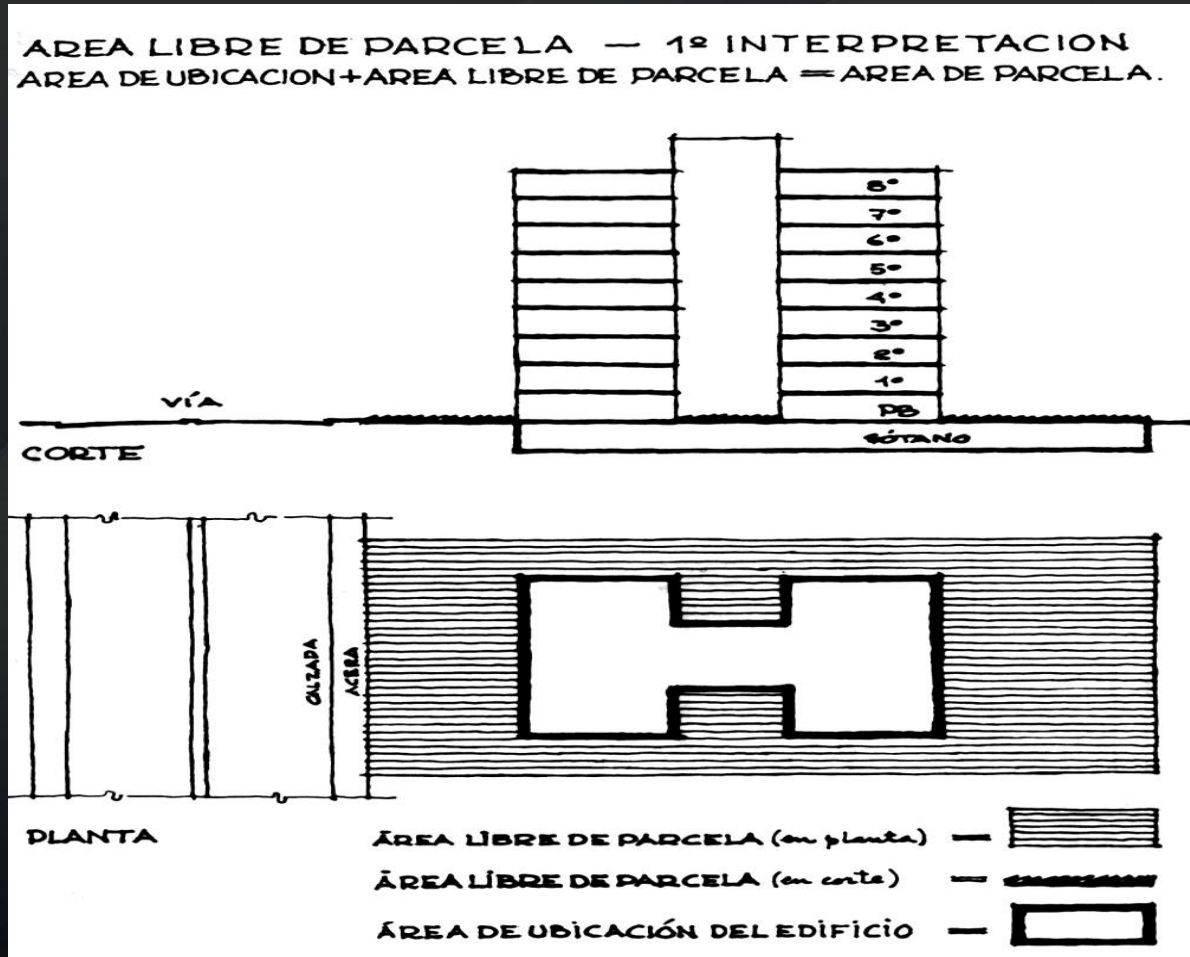 AREA LIBRE DE PARCELA — 1º INTERPRETACION
AREA DE UBICACION+AREA LIBRE DE PARCELA = AREA DE PARCELA.
8º
7º
6º
5º
4º
3º
2º
1º
VÍA
PB
SÓTANO
CORTE
CALZADA
ACERA
PLANTA
ÁREA LIBRE DE PARCELA (en planta) —
ÁREA LIBRE DE PARCELA (en corte) —
ÁREA DE UBICACIÓN DEL EDIFICIO —